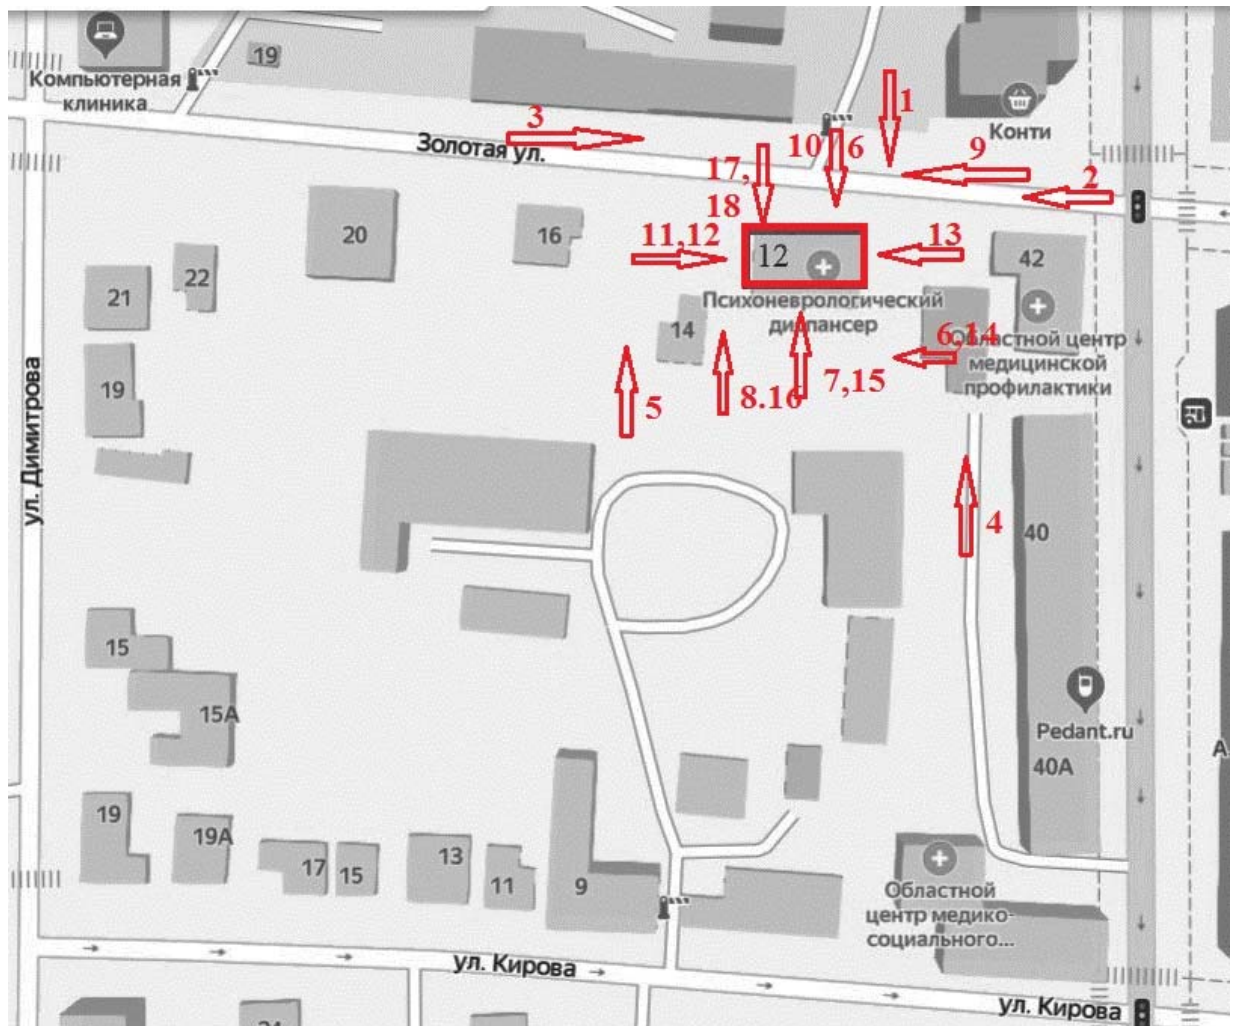 19
Компьютерная
клиника
1
Конти
3
Золотая ул.
10
6
9
17,
18
2
20
16
11,12
12
13
42
21
22
Психоневрологический
диспансер
14
6,14
Областной центр
медицинской
профилактики
19
5
8.16
7,15
ул. Димитрова
4
40
15
15А
Pedant.ru
40А
А
19
19А
17
15
13
11
9
Областной
центр медико-
социального...
ул. Кирова
ул. Кирова